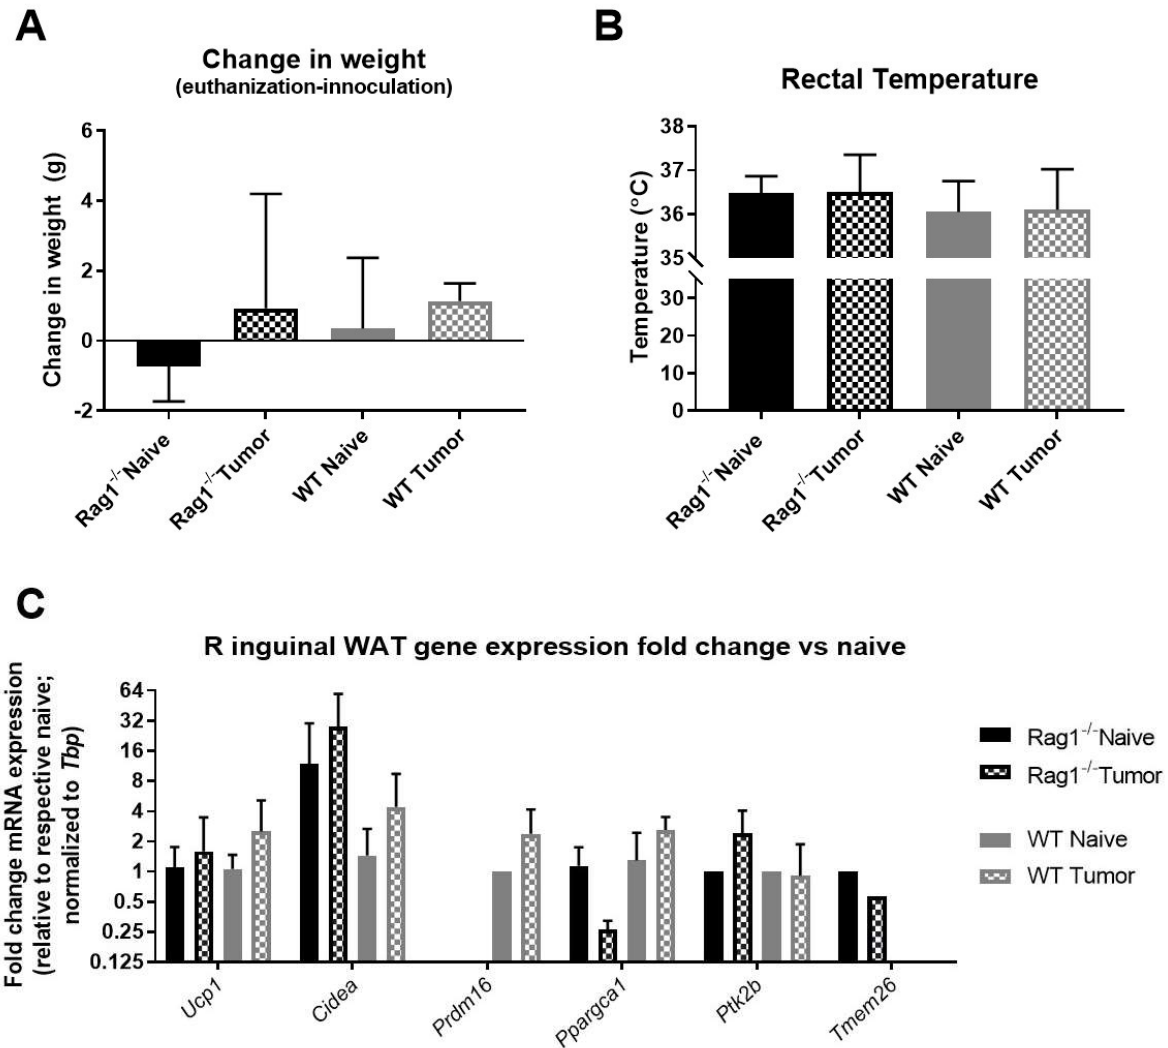 A
Change in weight
(euthanization-innoculation)
Change in weight (g)
6
4
2
0
-2
Rag1-/-Naive
Rag1-/-Tumor
WT Naive
WT Tumor
B
Rectal Temperature
Temperature (°C)
38
37
36
35
30
20
10
0
Rag1-/-Naive
Rag1-/-Tumor
WT Naive
WT Tumor
C
R inguinal WAT gene expression fold change vs naive
Fold change mRNA expression
(relative to respective naive;
normalized to Tbp)
64
32
16
8
4
2
1
0.5
0.25
0.125
Ucp1
Cidea
Prdm16
Ppargca1
Ptk2b
Tmem26
Rag1-/-Naive
Rag1-/-Tumor
WT Naive
WT Tumor